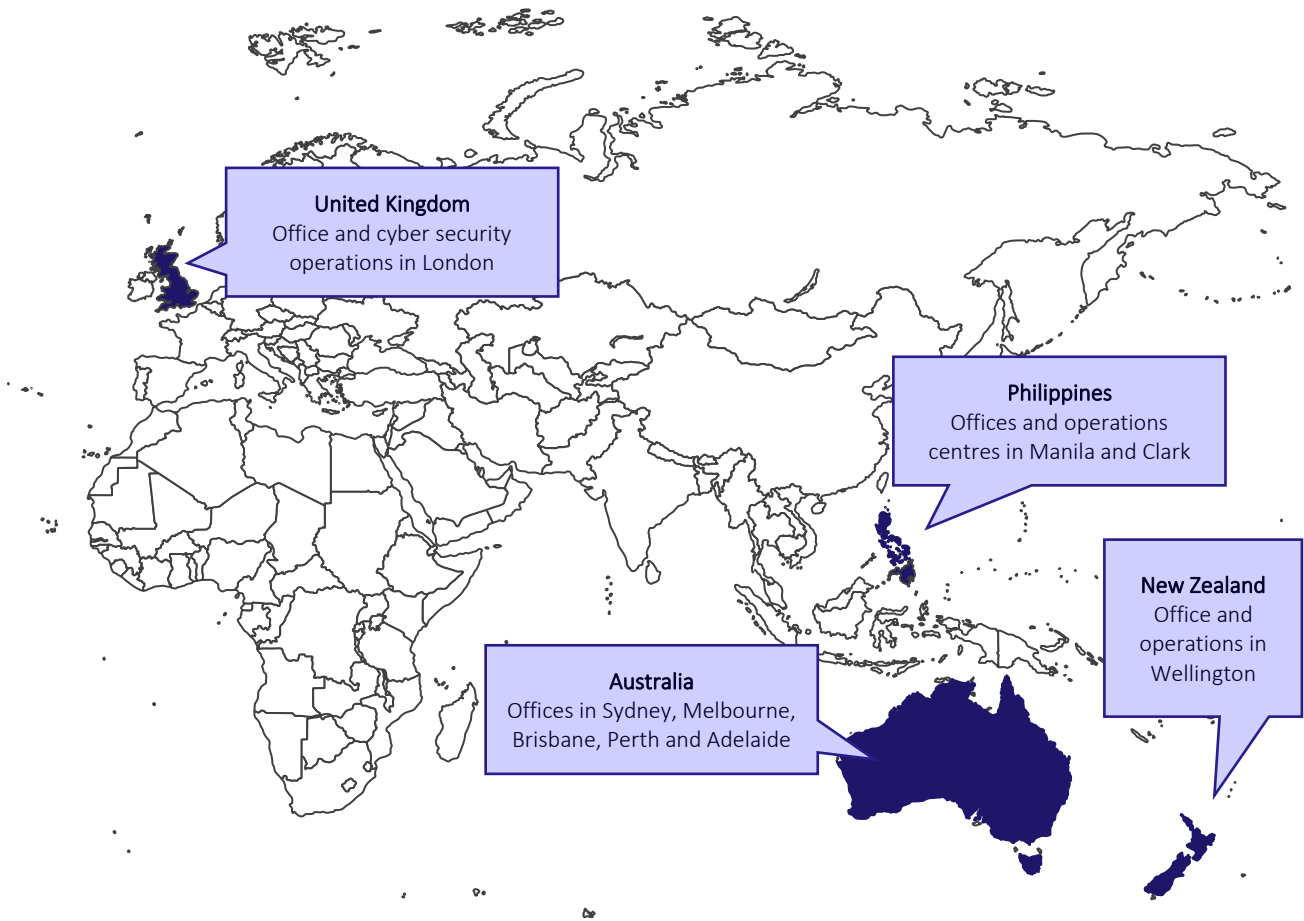 United Kingdom
Office and cyber security
operations in London
Philippines
Offices and operations
centres in Manila and Clark
New Zealand
Office and
operations in
Wellington
Australia
Offices in Sydney, Melbourne,
Brisbane, Perth and Adelaide